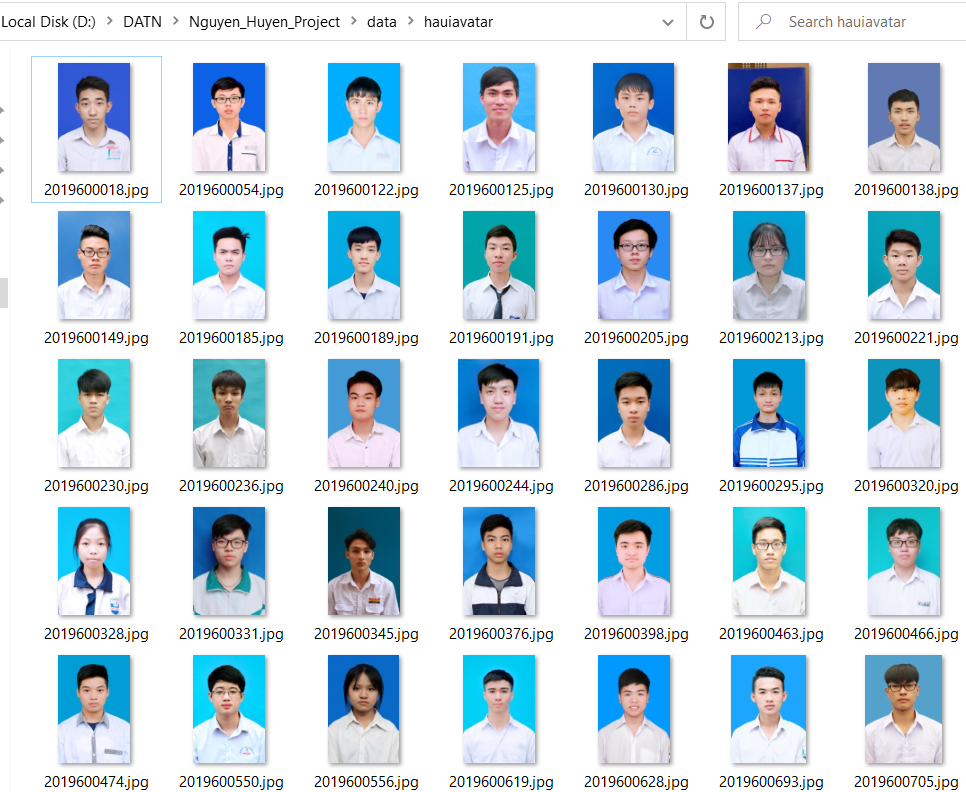 Local Disk (D:) > DATN > Nguyen_Huyen_Project > data > hauiavatar Search hauiavatar
2019600018.jpg 2019600054.jpg 2019600122.jpg 2019600125.jpg 2019600130.jpg 2019600137.jpg 2019600138.jpg
2019600149.jpg 2019600185.jpg 2019600189.jpg 2019600191.jpg 2019600205.jpg 2019600213.jpg 2019600221.jpg
2019600230.jpg 2019600236.jpg 2019600240.jpg 2019600244.jpg 2019600286.jpg 2019600295.jpg 2019600320.jpg
2019600328.jpg 2019600331.jpg 2019600345.jpg 2019600376.jpg 2019600398.jpg 2019600463.jpg 2019600466.jpg
2019600474.jpg 2019600550.jpg 2019600556.jpg 2019600619.jpg 2019600628.jpg 2019600693.jpg 2019600705.jpg